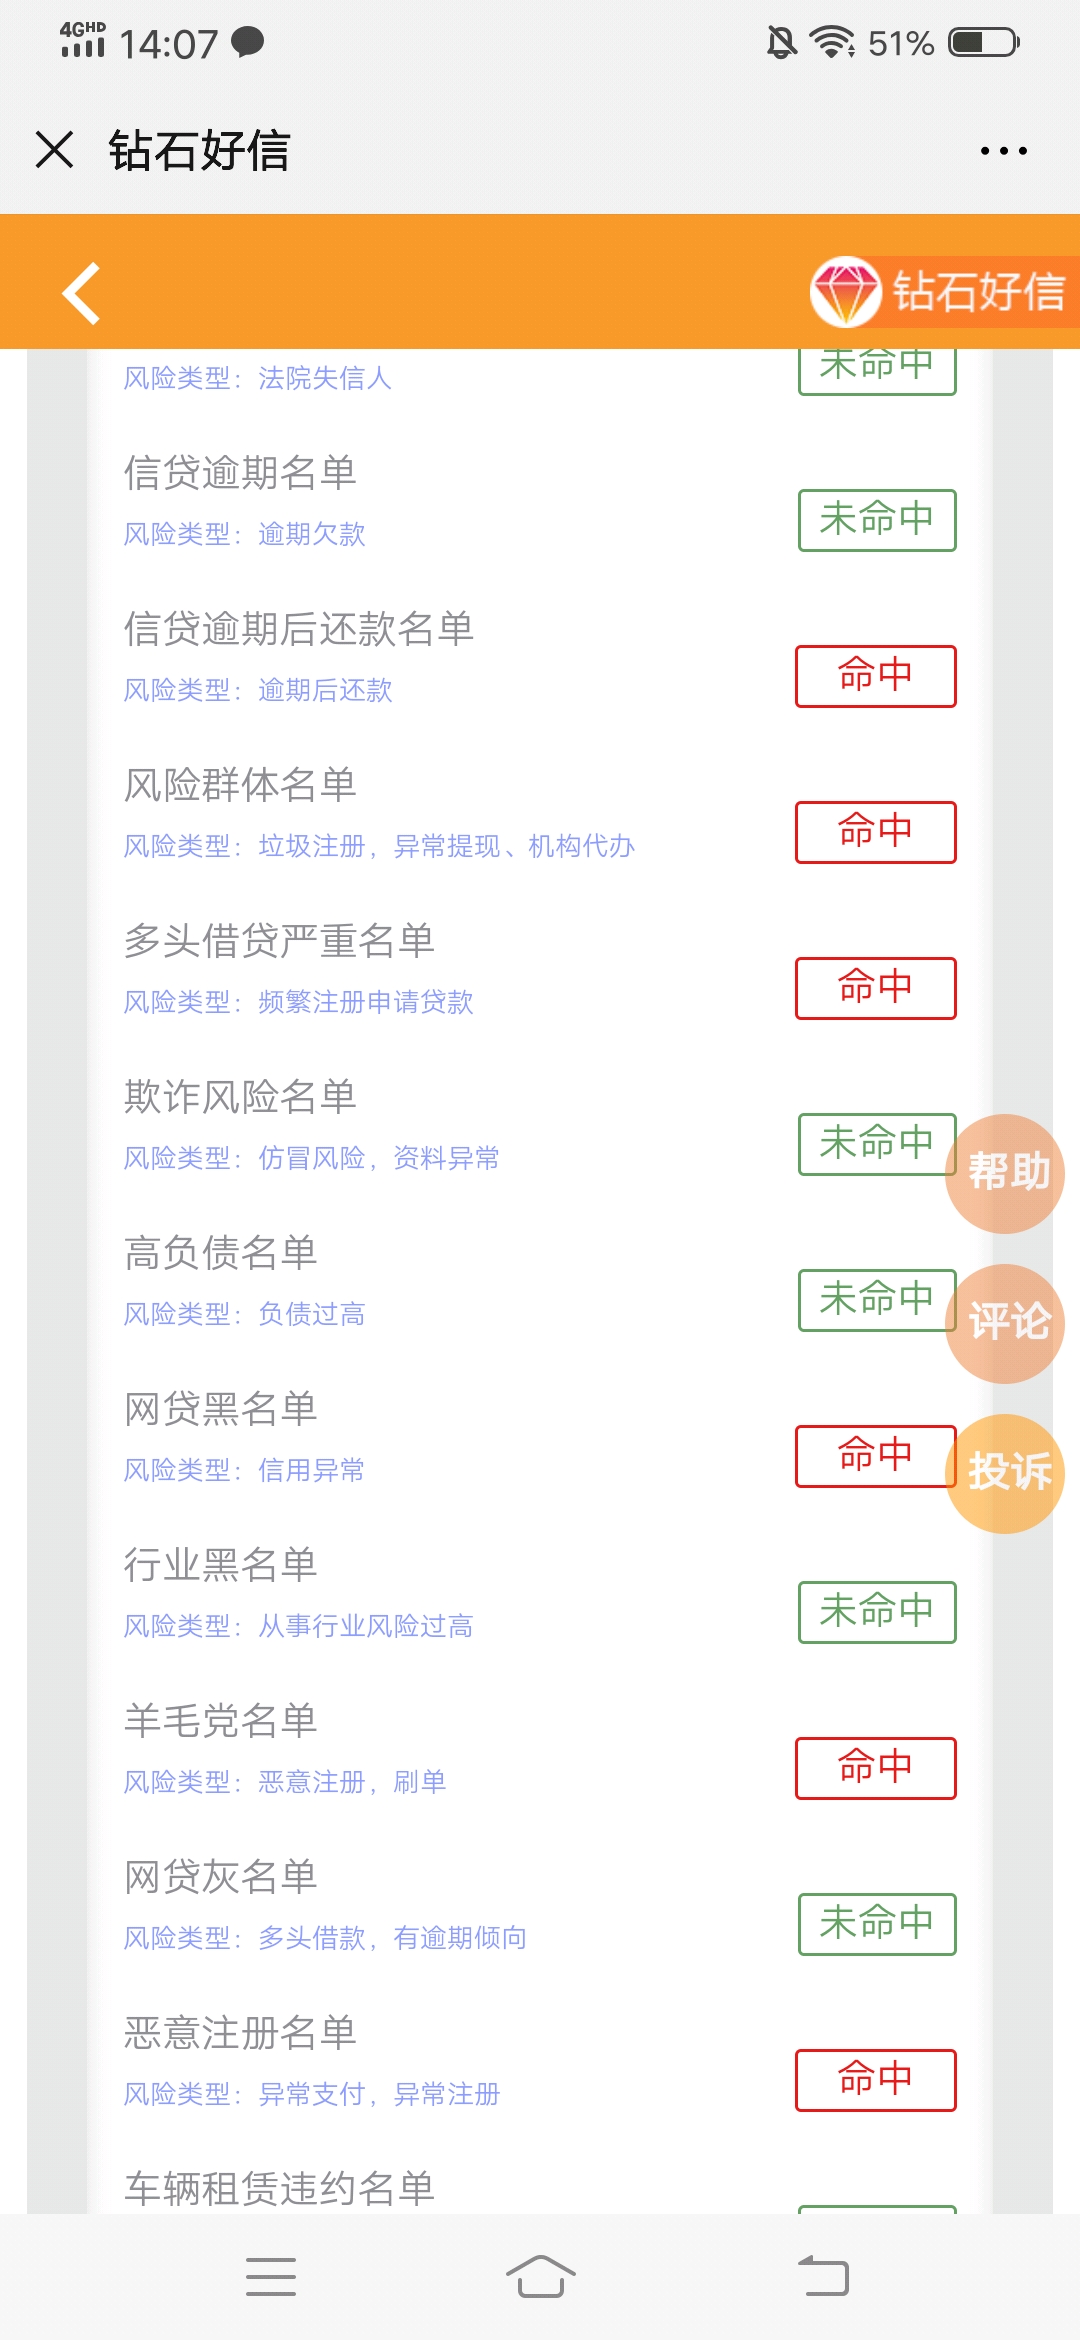 4GHD 14:07 51%
钻石好信
钻石好信
风险类型：法院失信人
未命中
信贷逾期名单
未命中
风险类型：逾期欠款
信贷逾期后还款名单
命中
风险类型：逾期后还款
风险群体名单
命中
风险类型：垃圾注册，异常提现、机构代办
多头借贷严重名单
命中
风险类型：频繁注册申请贷款
欺诈风险名单
未命中
风险类型：仿冒风险，资料异常
帮助
高负债名单
未命中
风险类型：负债过高
评论
网贷黑名单
命中
风险类型：信用异常
投诉
行业黑名单
未命中
风险类型：从事行业风险过高
羊毛党名单
命中
风险类型：恶意注册，刷单
网贷灰名单
未命中
风险类型：多头借款，有逾期倾向
恶意注册名单
命中
风险类型：异常支付，异常注册
车辆租赁违约名单